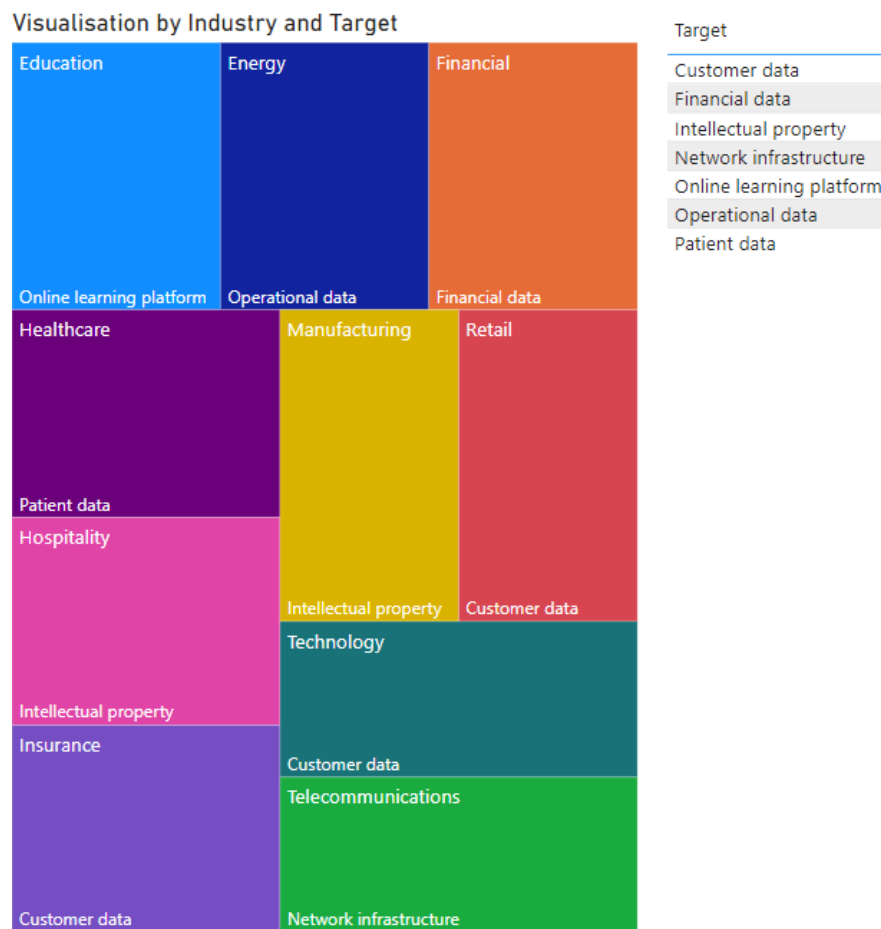 Visualisation by Industry and Target
Education
Energy
Financial
Online learning platform
Operational data
Financial data
Healthcare
Manufacturing
Retail
Patient data
Hospitality
Intellectual property
Customer data
Technology
Intellectual property
Insurance
Customer data
Telecommunications
Customer data
Network infrastructure
Target
Customer data
Financial data
Intellectual property
Network infrastructure
Online learning platform
Operational data
Patient data